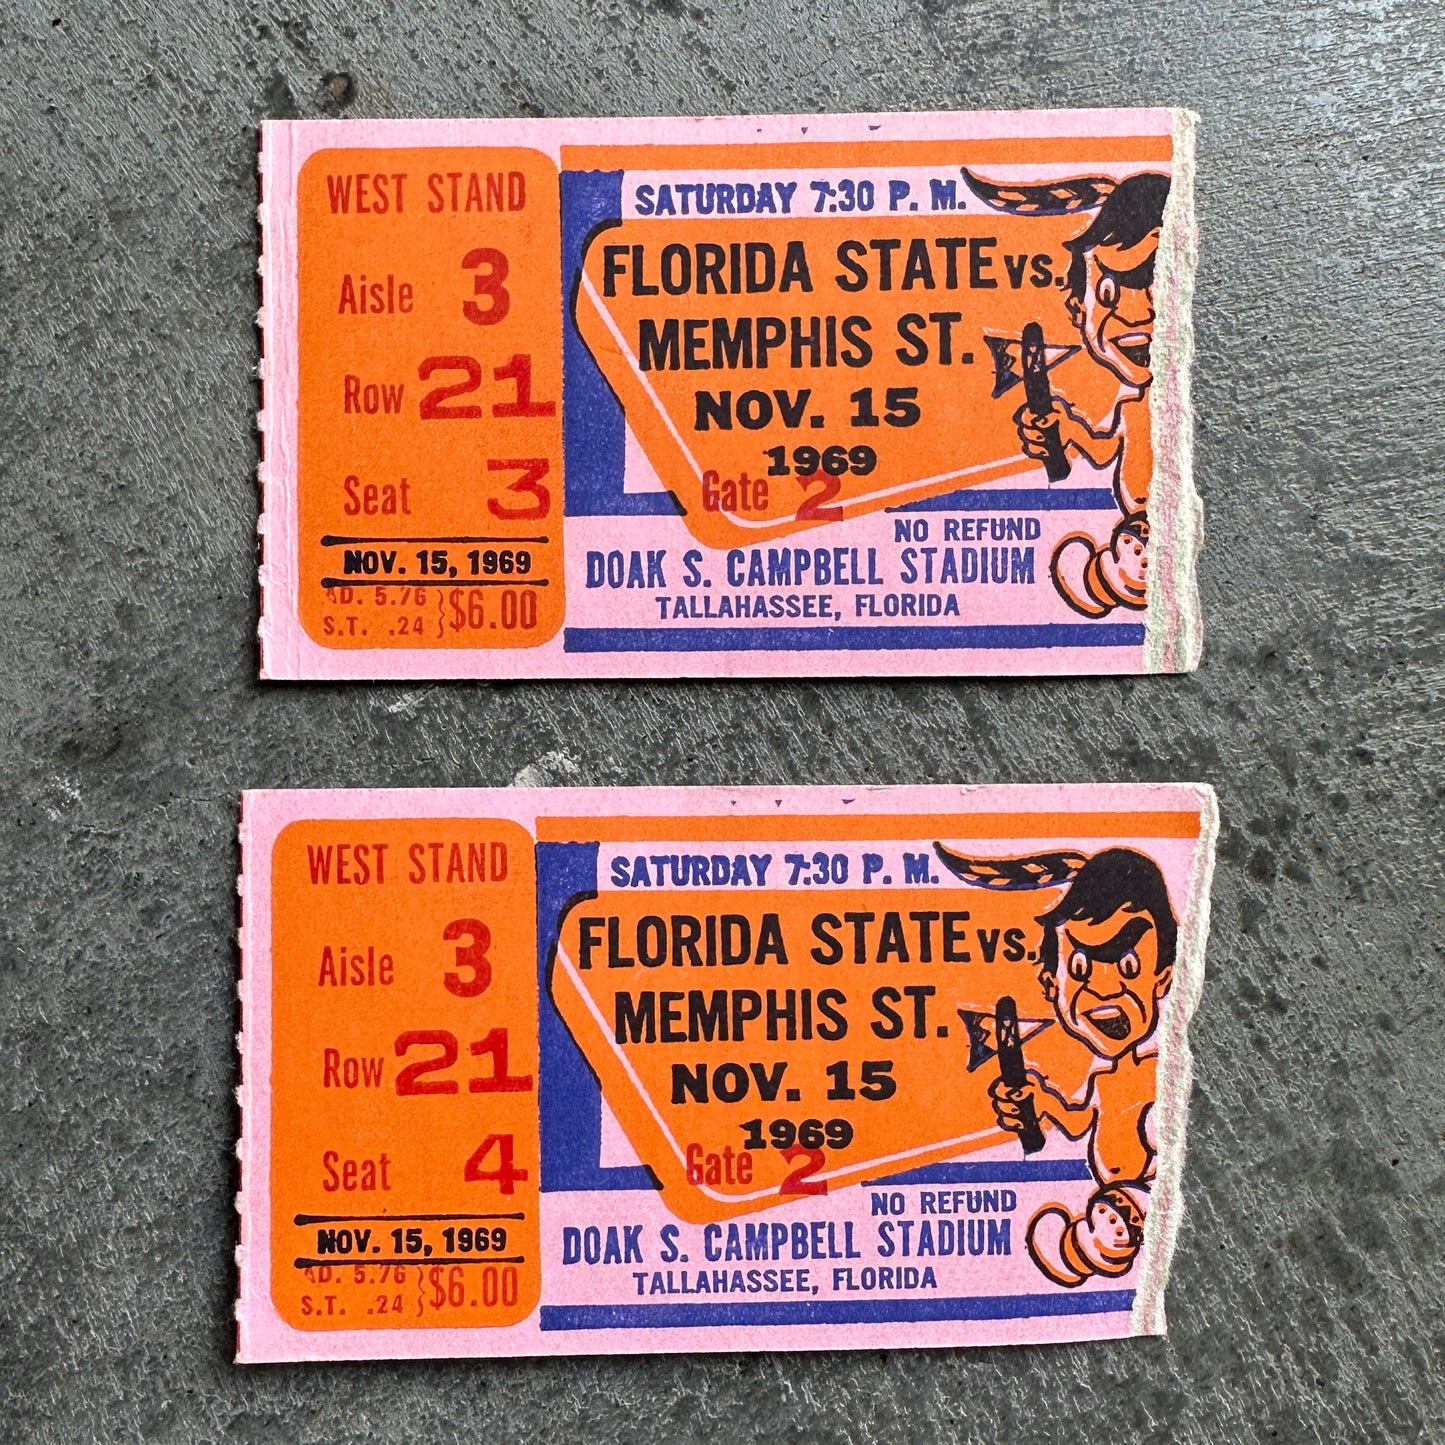 WEST STAND
Aisle 3
Row 21
Seat 3
NOV. 15, 1969
AD. 5.76
S.T. .24 } $6.00
SATURDAY 7:30 P. M.
FLORIDA STATE VS.
MEMPHIS ST.
NOV. 15
1969
Gate 2
NO REFUND
DOAK S. CAMPBELL STADIUM
TALLAHASSEE, FLORIDA
WEST STAND
Aisle 3
Row 21
Seat 4
NOV. 15, 1969
AD. 5.76
S.T. .24 } $6.00
SATURDAY 7:30 P. M.
FLORIDA STATE VS.
MEMPHIS ST.
NOV. 15
1969
Gate 2
NO REFUND
DOAK S. CAMPBELL STADIUM
TALLAHASSEE, FLORIDA